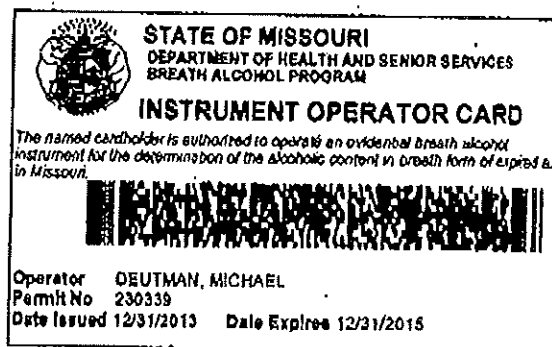 STATE OF MISSOURI
DEPARTMENT OF HEALTH AND SENIOR SERVICES
BREATH ALCOHOL PROGRAM
INSTRUMENT OPERATOR CARD
The named cardholder is authorized to operate an evidential breath alcohol
instrument for the determination of the alcoholic content in breath form of expired a
in Missouri.
Operator DEUTMAN, MICHAEL
Permit No 230339
Date Issued 12/31/2013 Date Expires 12/31/2015